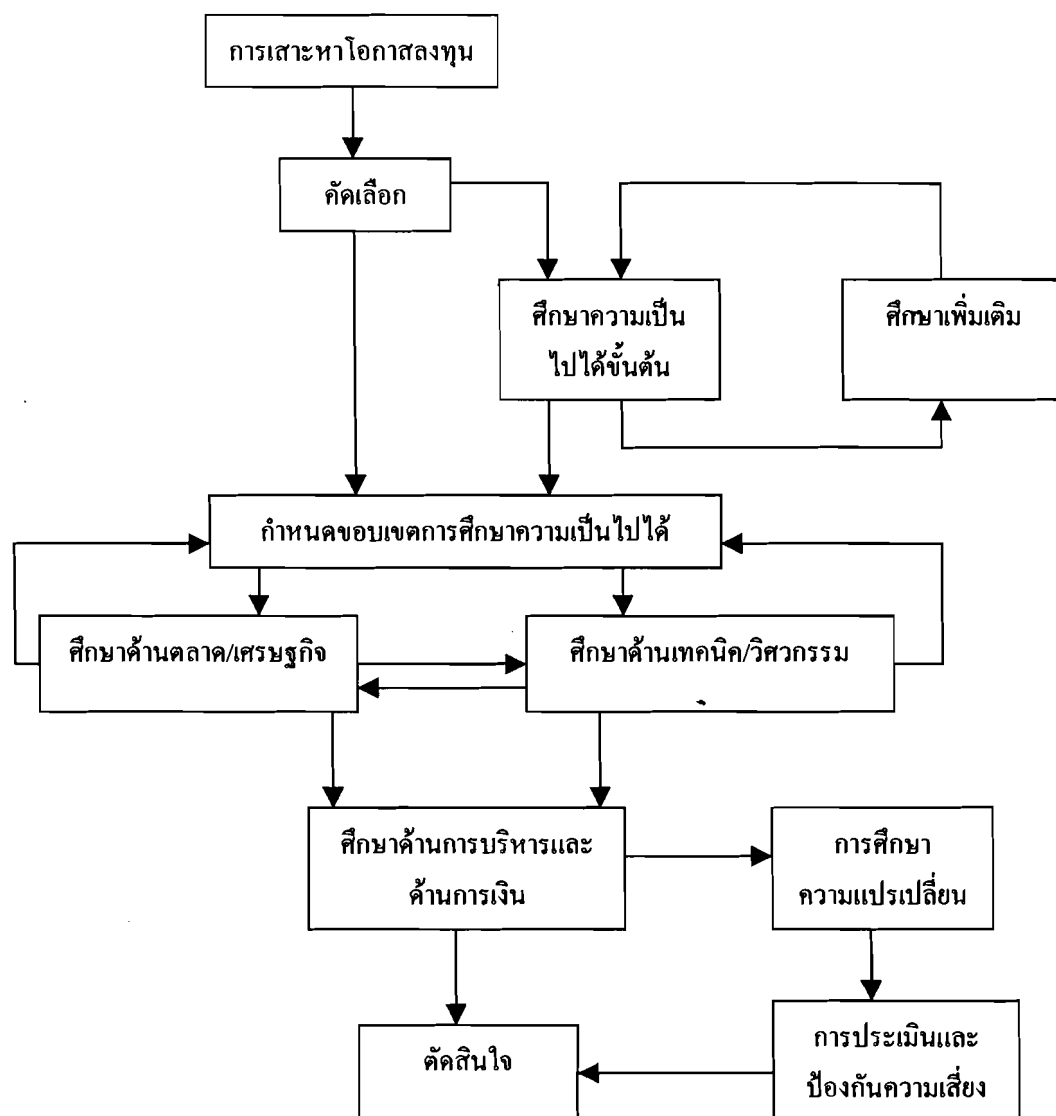 การเสาะหาโอกาสลงทุน
คัดเลือก
ศึกษาความเป็น
ไปได้ขั้นต้น
ศึกษาเพิ่มเติม
กำหนดขอบเขตการศึกษาความเป็นไปได้
ศึกษาด้านตลาด/เศรษฐกิจ
ศึกษาด้านเทคนิค/วิศวกรรม
ศึกษาด้านการบริหารและ
ด้านการเงิน
การศึกษา
ความแปรเปลี่ยน
ตัดสินใจ
การประเมินและ
ป้องกันความเสี่ยง